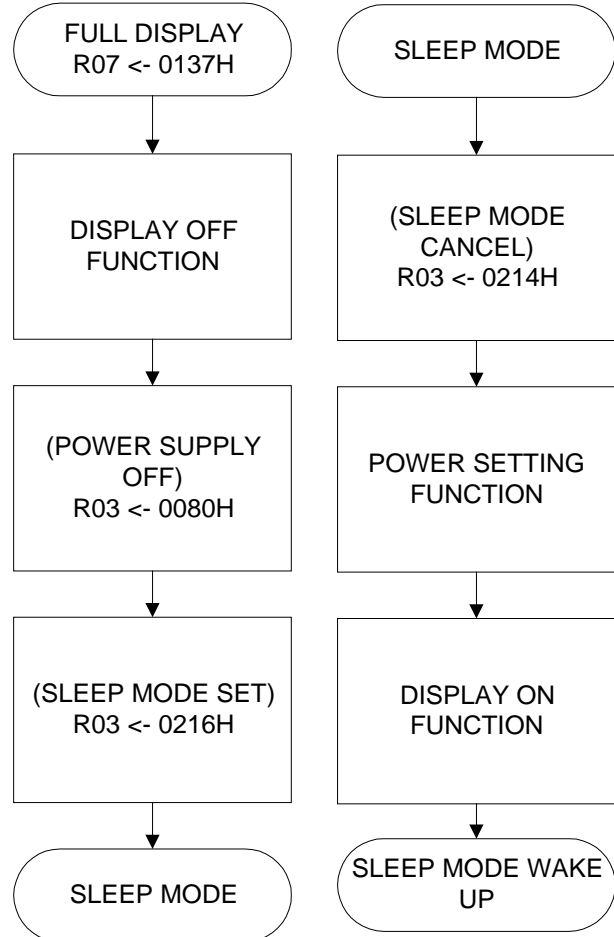 FULL DISPLAY
R07 <- 0137H
DISPLAY OFF
FUNCTION
(POWER SUPPLY
OFF)
R03 <- 0080H
(SLEEP MODE SET)
R03 <- 0216H
SLEEP MODE
SLEEP MODE
(SLEEP MODE
CANCEL)
R03 <- 0214H
POWER SETTING
FUNCTION
DISPLAY ON
FUNCTION
SLEEP MODE WAKE
UP